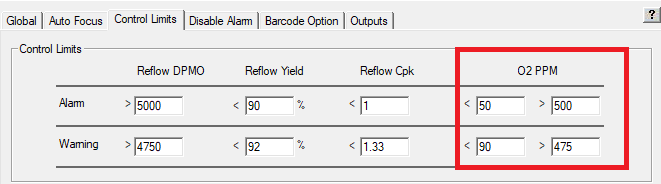 Global Auto Focus Control Limits Disable Alarm Barcode Option Outputs ?
Control Limits
Reflow DPMO Reflow Yield Reflow Cpk O2 PPM
Alarm > 5000 < 90 % < 1 < 50 > 500
Warning > 4750 < 92 % < 1.33 < 90 > 475